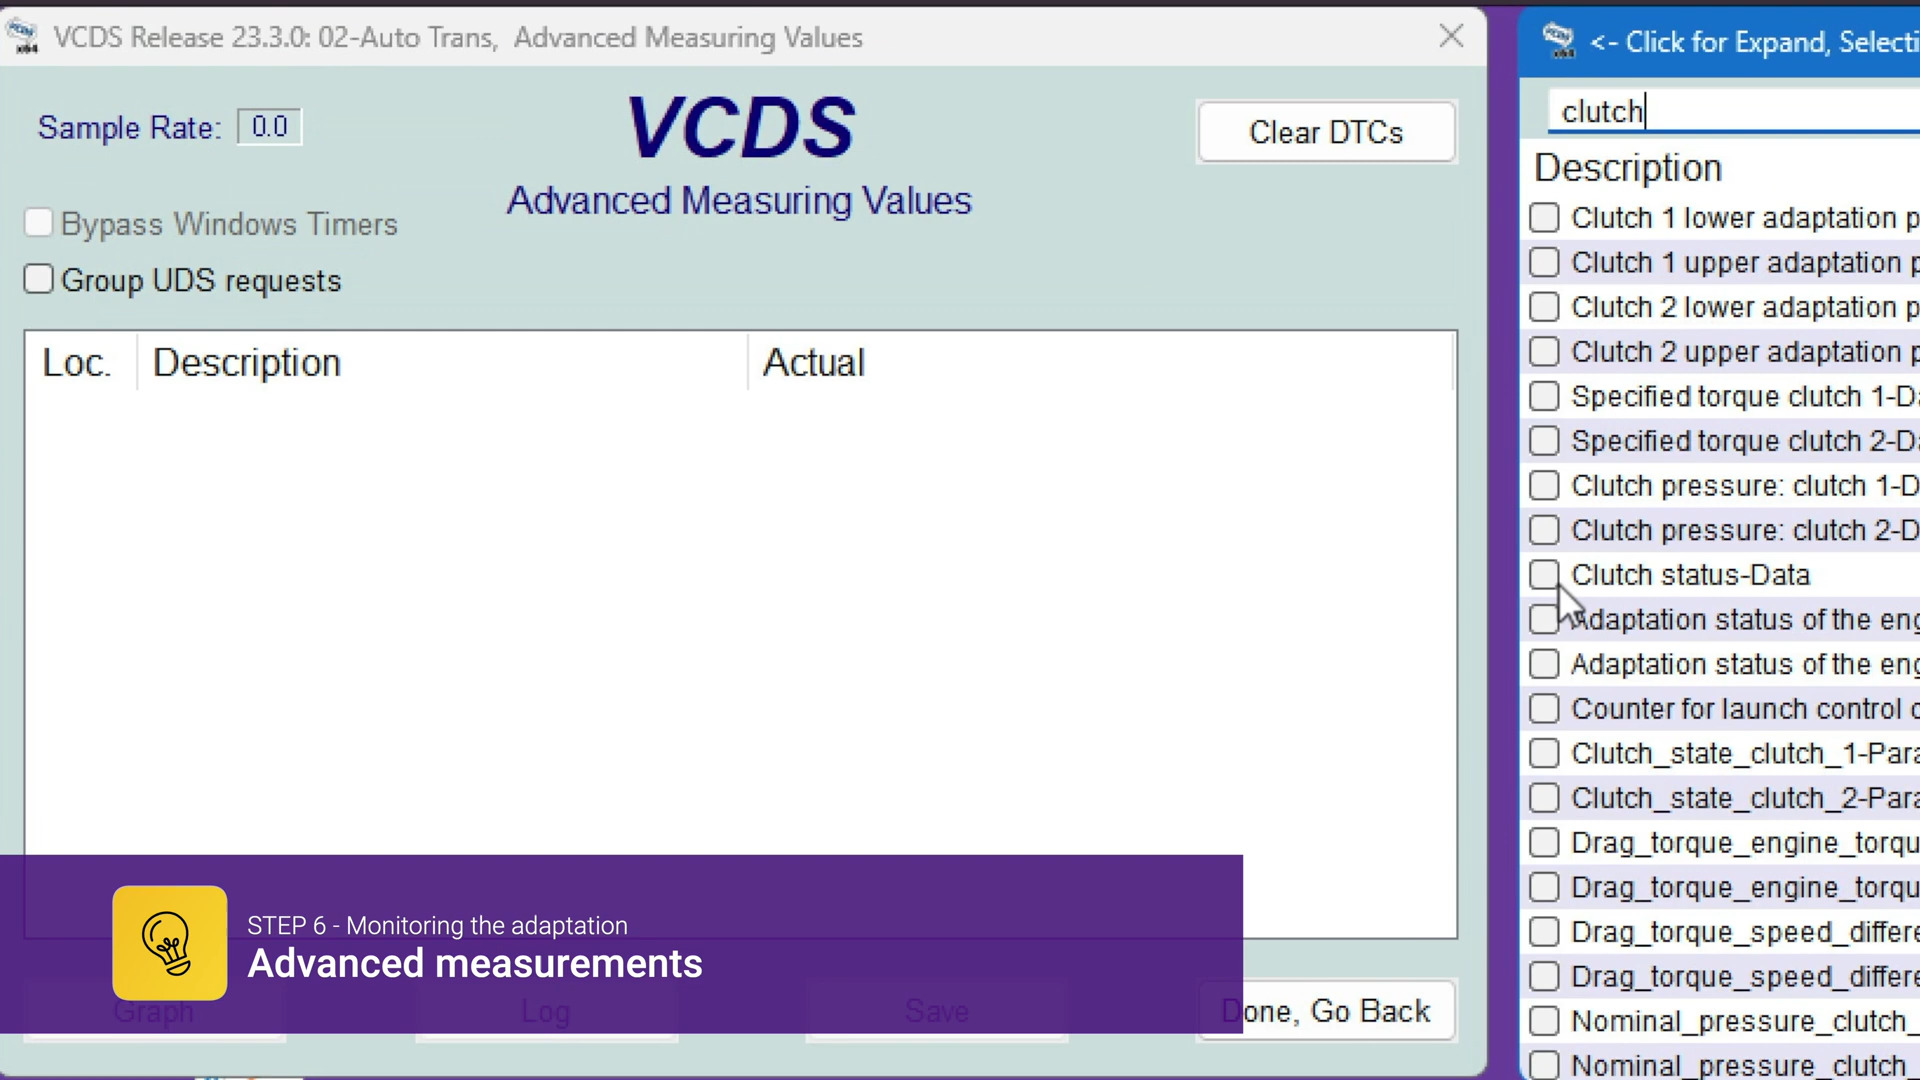 VCDS Release 23.3.0: 02-Auto Trans, Advanced Measuring Values
Sample Rate: 0.0
VCDS
Advanced Measuring Values
Clear DTCs
Bypass Windows Timers
Group UDS requests
Loc. Description Actual
STEP 6 - Monitoring the adaptation
Advanced measurements
Graph Log Save Done, Go Back
<- Click for Expand, Selecti
clutch
Description
Clutch 1 lower adaptation p
Clutch 1 upper adaptation p
Clutch 2 lower adaptation p
Clutch 2 upper adaptation p
Specified torque clutch 1-Da
Specified torque clutch 2-Da
Clutch pressure: clutch 1-D
Clutch pressure: clutch 2-D
Clutch status-Data
Adaptation status of the eng
Adaptation status of the eng
Counter for launch control c
Clutch_state_clutch_1-Para
Clutch_state_clutch_2-Para
Drag_torque_engine_torqu
Drag_torque_engine_torqu
Drag_torque_speed_differe
Drag_torque_speed_differe
Nominal_pressure_clutch_
Nominal_pressure_clutch_